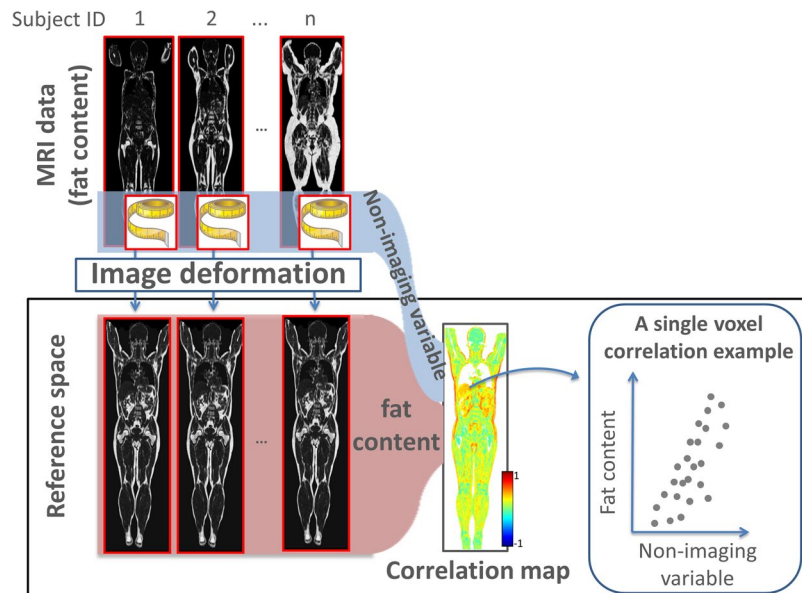 Subject ID 1 2 ... n
MRI data
(fat content)
...
Non-imaging variable
Image deformation
Reference space
...
fat
content
1
-1
Correlation map
A single voxel
correlation example
Fat content
Non-imaging
variable